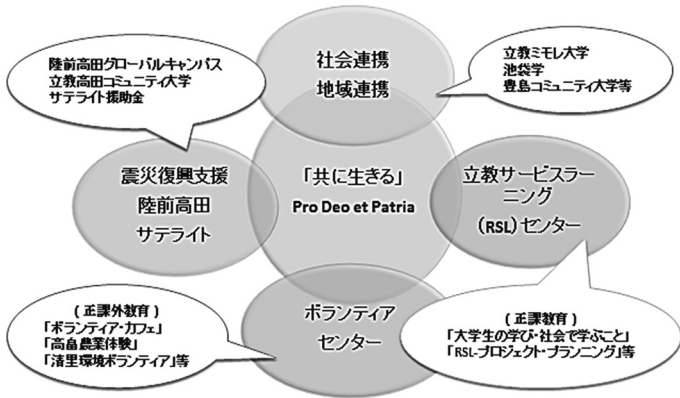 陸前高田グローバルキャンパス
立教高田コミュニティ大学
サテライト援助金
社会連携
地域連携
立教ミモレ大学
池袋学
豊島コミュニティ大学等
震災復興支援
陸前高田
サテライト
「共に生きる」
Pro Deo et Patria
立教サービスラー
ニング
(RSL)センター
(正課外教育)
「ボランティア・カフェ」
「高畠農業体験」
「清里環境ボランティア」等
ボランティア
センター
(正課教育)
「大学生の学び・社会で学ぶこと」
「RSL-プロジェクト・プランニング」等